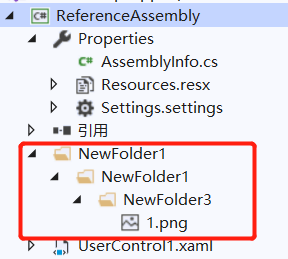 ReferenceAssembly
Properties
AssemblyInfo.cs
Resources.resx
Settings.settings
引用
NewFolder1
NewFolder1
NewFolder3
1.png
UserControl1.xaml